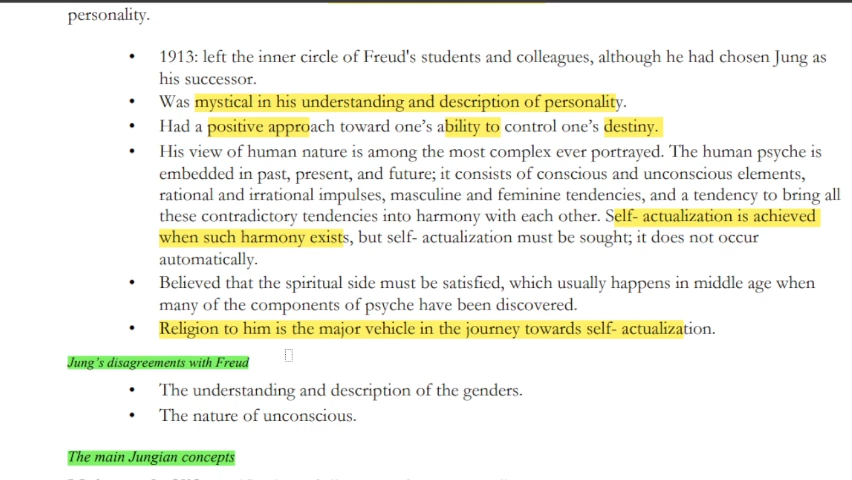 personality.
• 1913: left the inner circle of Freud's students and colleagues, although he had chosen Jung as
his successor.
• Was mystical in his understanding and description of personality.
• Had a positive approach toward one's ability to control one's destiny.
• His view of human nature is among the most complex ever portrayed. The human psyche is
embedded in past, present, and future; it consists of conscious and unconscious elements,
rational and irrational impulses, masculine and feminine tendencies, and a tendency to bring all
these contradictory tendencies into harmony with each other. Self- actualization is achieved
when such harmony exists, but self- actualization must be sought; it does not occur
automatically.
• Believed that the spiritual side must be satisfied, which usually happens in middle age when
many of the components of psyche have been discovered.
• Religion to him is the major vehicle in the journey towards self- actualization.
Jung's disagreements with Freud
• The understanding and description of the genders.
• The nature of unconscious.
The main Jungian concepts